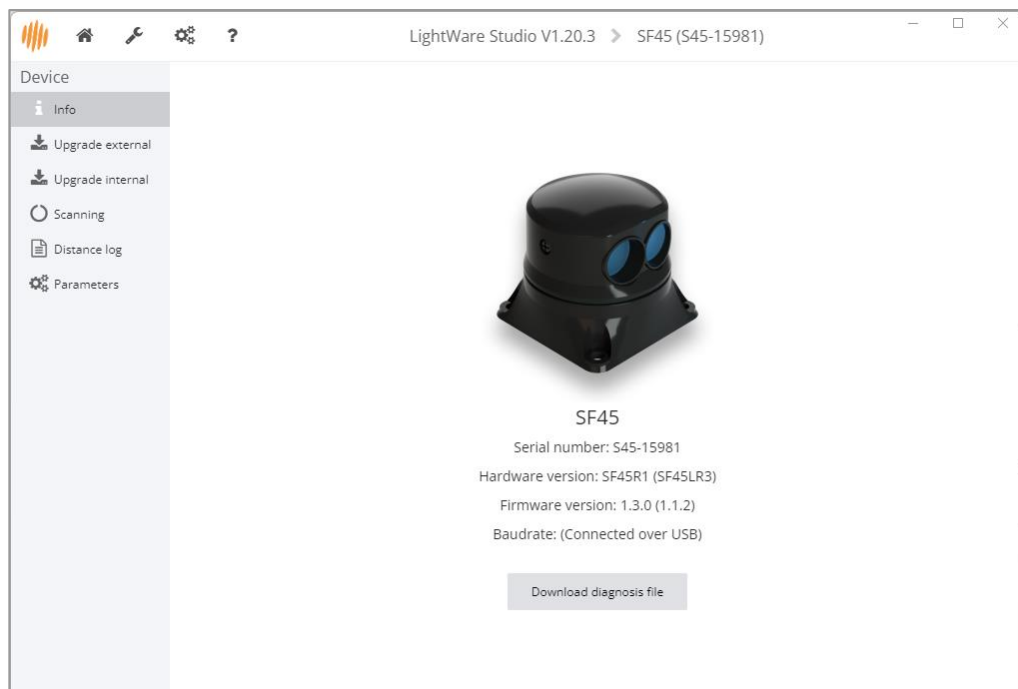 LightWare Studio V1.20.3 > SF45 (S45-15981)
Device
Info
Upgrade external
Upgrade internal
Scanning
Distance log
Parameters
SF45
Serial number: S45-15981
Hardware version: SF45R1 (SF45LR3)
Firmware version: 1.3.0 (1.1.2)
Baudrate: (Connected over USB)
Download diagnosis file